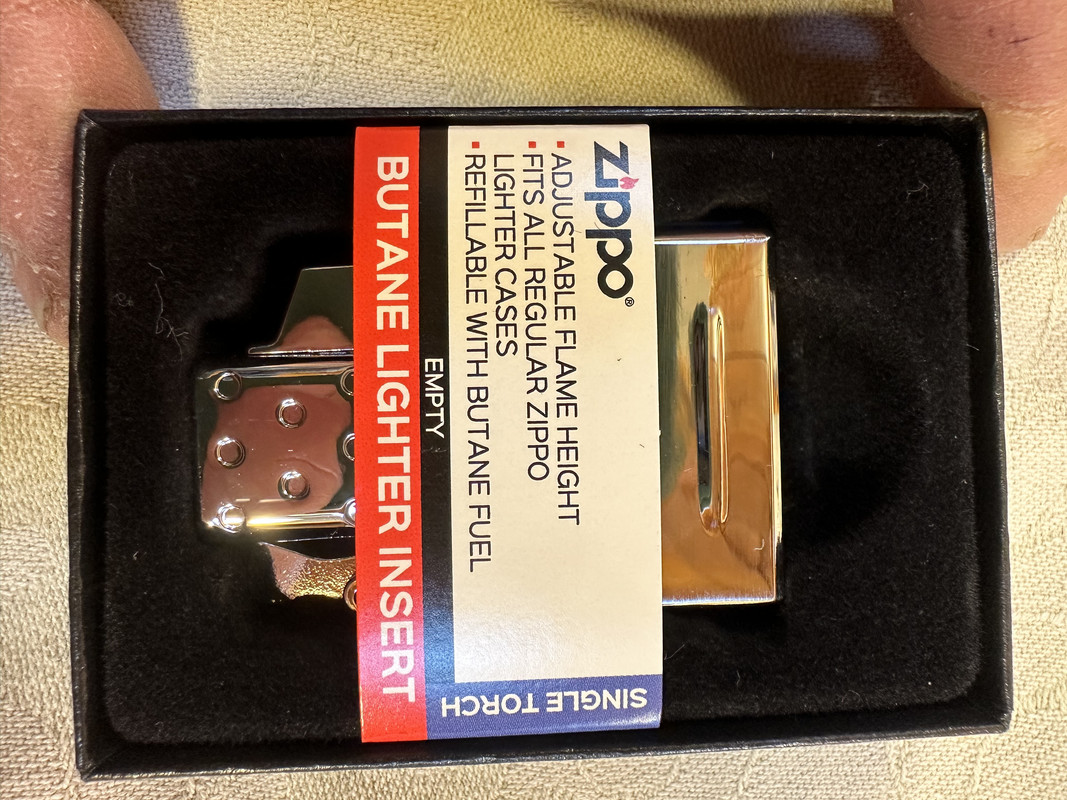 zippo®
▪ ADJUSTABLE FLAME HEIGHT
▪ FITS ALL REGULAR ZIPPO
LIGHTER CASES
▪ REFILLABLE WITH BUTANE FUEL
EMPTY
BUTANE LIGHTER INSERT
SINGLE TORCH